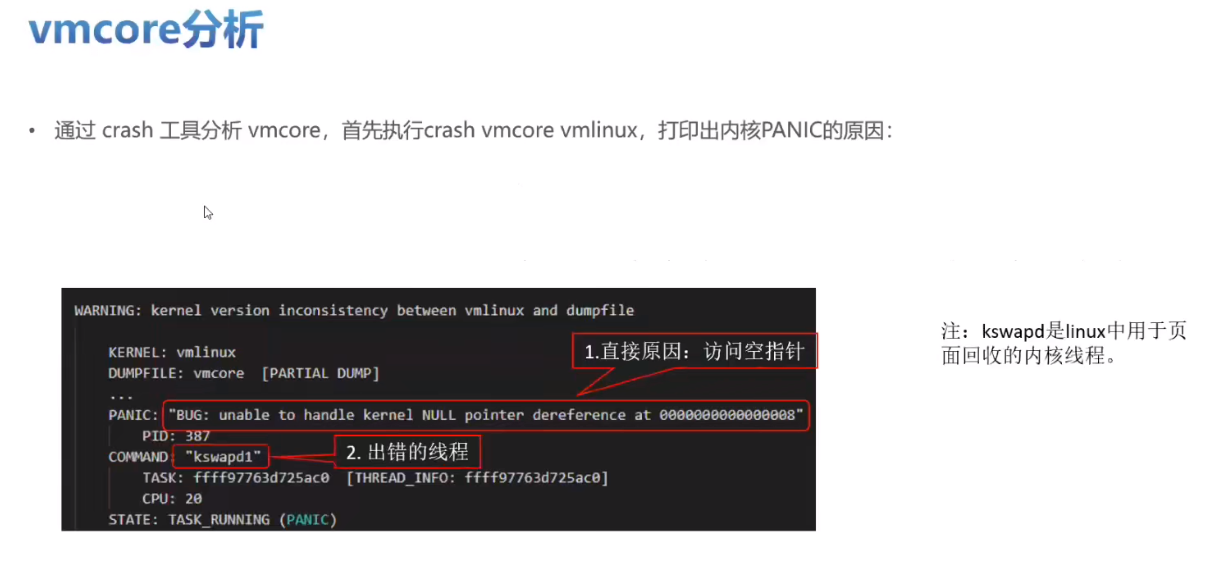 vmcore分析
• 通过 crash 工具分析 vmcore，首先执行crash vmcore vmlinux，打印出内核PANIC的原因：
WARNING: kernel version inconsistency between vmlinux and dumpfile
KERNEL: vmlinux
1.直接原因：访问空指针
DUMPFILE: vmcore [PARTIAL DUMP]
...
PANIC: "BUG: unable to handle kernel NULL pointer dereference at 0000000000000008"
PID: 387
COMMAND: "kswapd1"
2. 出错的线程
TASK: ffff97763d725ac0 [THREAD_INFO: ffff97763d725ac0]
CPU: 20
STATE: TASK_RUNNING (PANIC)
注：kswapd是linux中用于页
面回收的内核线程。